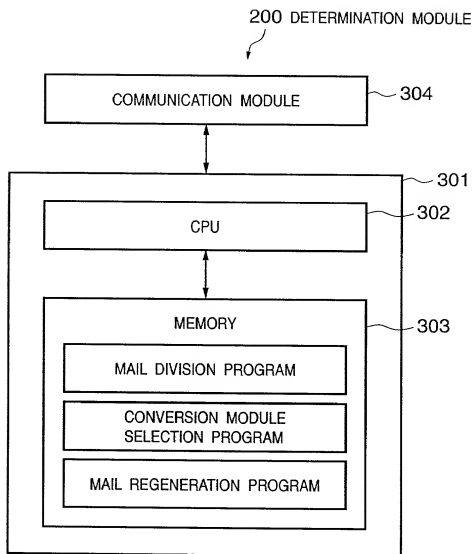 200 DETERMINATION MODULE
COMMUNICATION MODULE
304
301
CPU
302
MEMORY
303
MAIL DIVISION PROGRAM
CONVERSION MODULE
SELECTION PROGRAM
MAIL REGENERATION PROGRAM